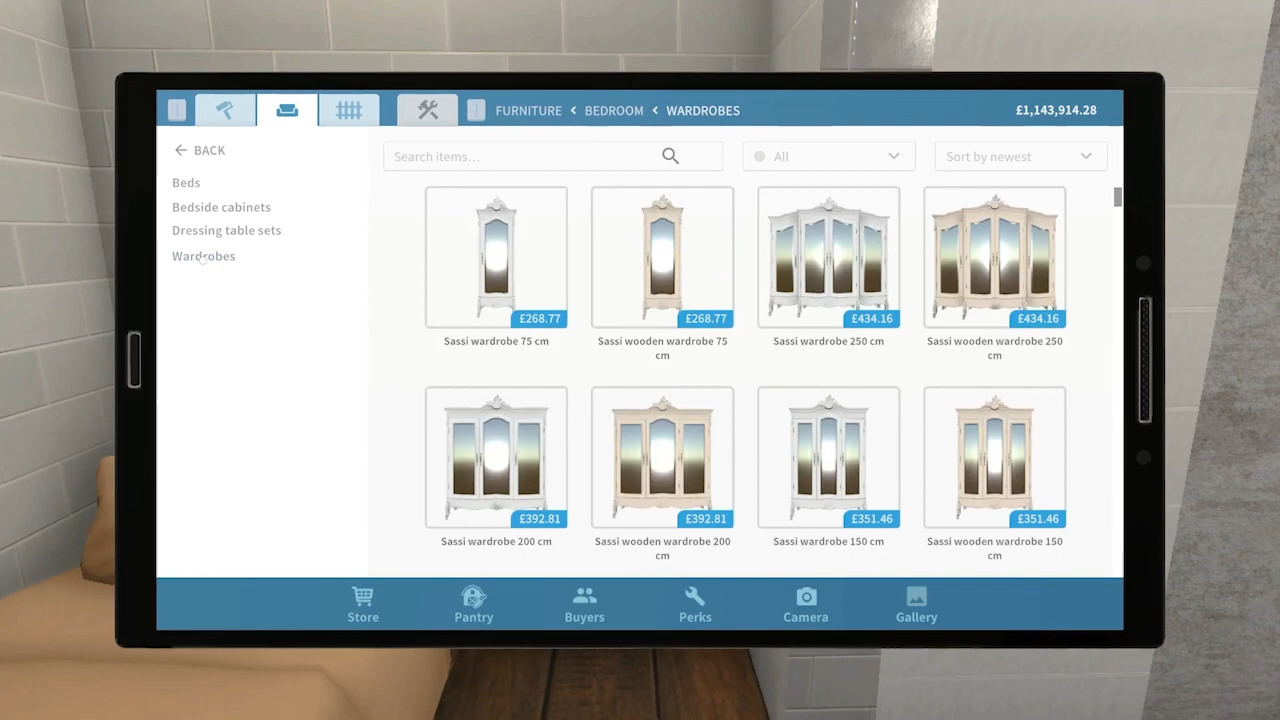 FURNITURE < BEDROOM < WARDROBES
£1,143,914.28
BACK
Beds
Bedside cabinets
Dressing table sets
Wardrobes
Search items...
All
Sort by newest
£268.77
£268.77
£434.16
£434.16
Sassi wardrobe 75 cm
Sassi wooden wardrobe 75
cm
Sassi wardrobe 250 cm
Sassi wooden wardrobe 250
cm
£392.81
£392.81
£351.46
£351.46
Sassi wardrobe 200 cm
Sassi wooden wardrobe 200
cm
Sassi wardrobe 150 cm
Sassi wooden wardrobe 150
cm
Store
Pantry
Buyers
Perks
Camera
Gallery